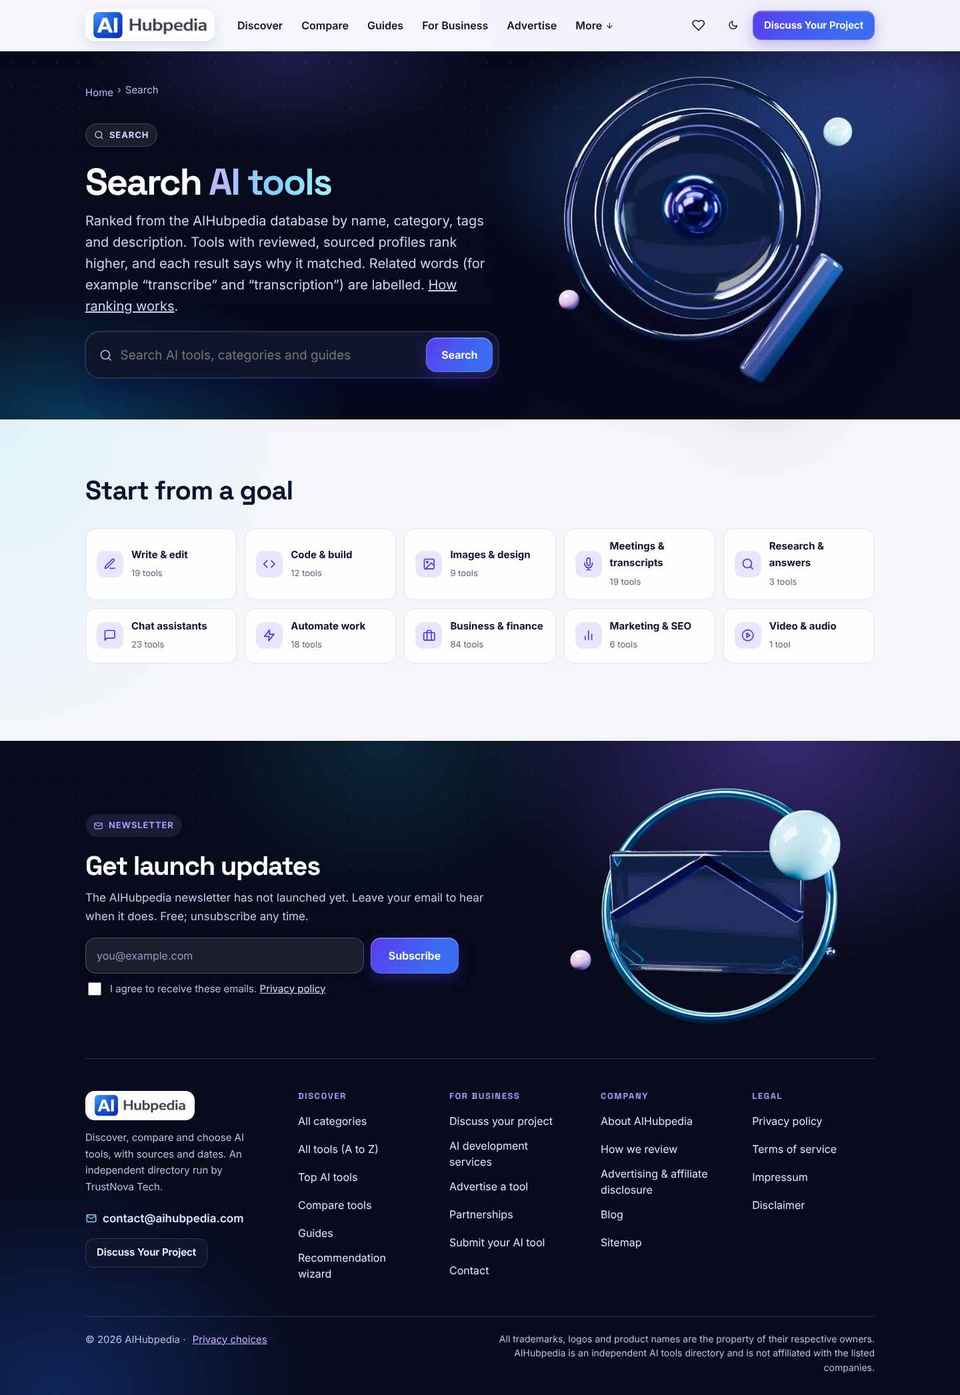 AI Hubpedia
Discover
Compare
Guides
For Business
Advertise
More ↓
Discuss Your Project
Home › Search
SEARCH
Search AI tools
Ranked from the AIHubpedia database by name, category, tags
and description. Tools with reviewed, sourced profiles rank
higher, and each result says why it matched. Related words (for
example “transcribe” and “transcription”) are labelled. How
ranking works.
Search AI tools, categories and guides
Search
Start from a goal
Write & edit
19 tools
Code & build
12 tools
Images & design
9 tools
Meetings &
transcripts
19 tools
Research &
answers
3 tools
Chat assistants
23 tools
Automate work
18 tools
Business & finance
84 tools
Marketing & SEO
6 tools
Video & audio
1 tool
NEWSLETTER
Get launch updates
The AIHubpedia newsletter has not launched yet. Leave your email to hear
when it does. Free; unsubscribe any time.
you@example.com
Subscribe
I agree to receive these emails. Privacy policy
AI Hubpedia
Discover, compare and choose AI
tools, with sources and dates. An
independent directory run by
TrustNova Tech.
contact@aihubpedia.com
Discuss Your Project
DISCOVER
All categories
All tools (A to Z)
Top AI tools
Compare tools
Guides
Recommendation
wizard
FOR BUSINESS
Discuss your project
AI development
services
Advertise a tool
Partnerships
Submit your AI tool
Contact
COMPANY
About AIHubpedia
How we review
Advertising & affiliate
disclosure
Blog
Sitemap
LEGAL
Privacy policy
Terms of service
Impressum
Disclaimer
© 2026 AIHubpedia · Privacy choices
All trademarks, logos and product names are the property of their respective owners.
AIHubpedia is an independent AI tools directory and is not affiliated with the listed
companies.